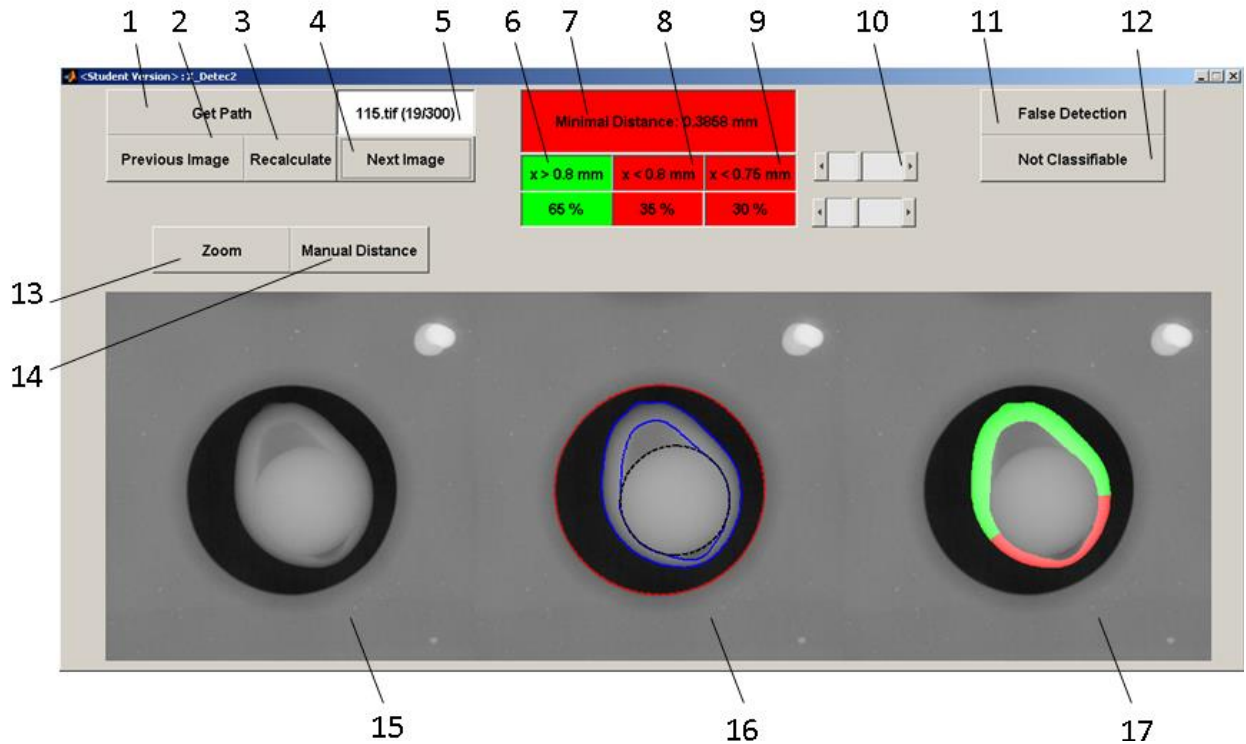 1 2 3 4 5 6 7 8 9 10 11 12
<Student Version> : X_Detec2
Get Path 115.tif (19/300) Minimal Distance: 0.3858 mm False Detection
Previous Image Recalculate Next Image x > 0.8 mm x < 0.8 mm x < 0.75 mm Not Classifiable
65 % 35 % 30 %
Zoom Manual Distance
13
14
15 16 17